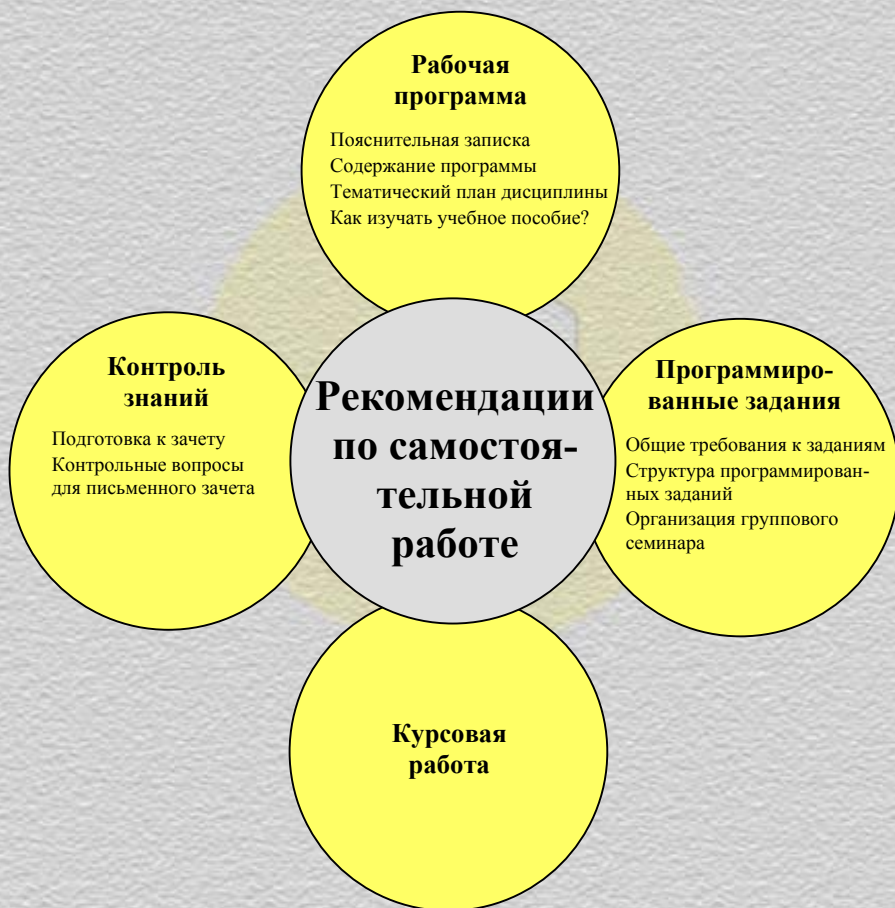 Рабочая
программа
Пояснительная записка
Содержание программы
Тематический план дисциплины
Как изучать учебное пособие?
Контроль
знаний
Подготовка к зачету
Контрольные вопросы
для письменного зачета
Рекомендации
по самостоя-
тельной
работе
Программиро-
ванные задания
Общие требования к заданиям
Структура программирован-
ных заданий
Организация группового
семинара
Курсовая
работа